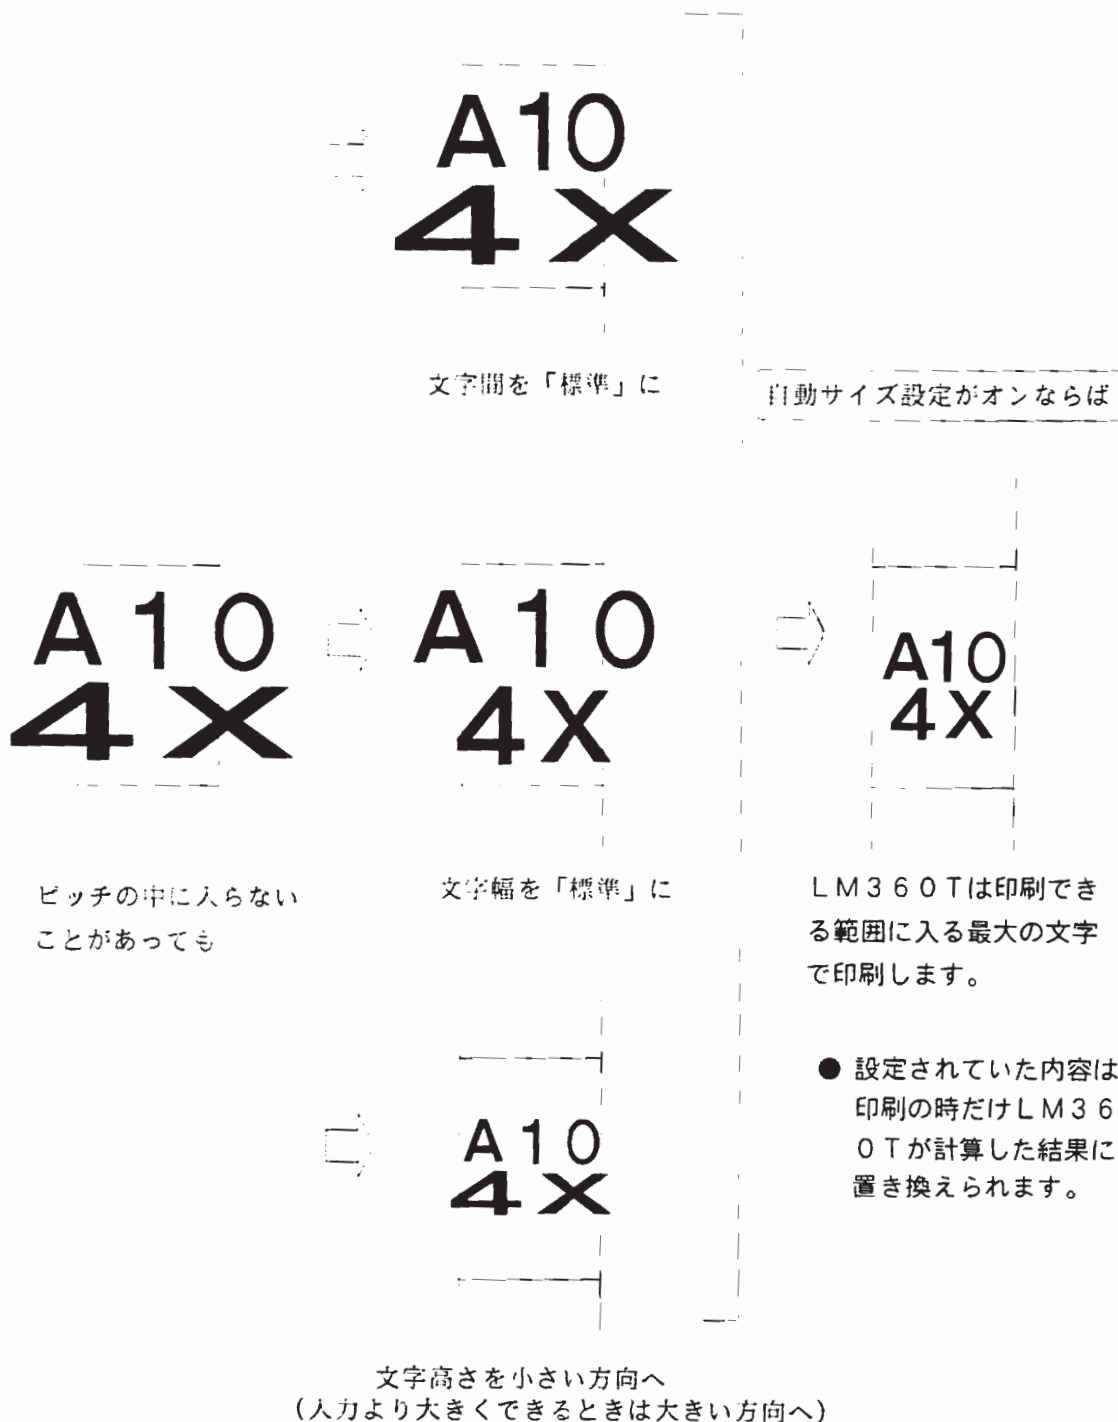 A10
4X
文字間を「標準」に
自動サイズ設定がオンならば
A10
4X
ピッチの中に入らない
ことがあっても
A10
4X
文字幅を「標準」に
A10
4X
LM360Tは印刷でき
る範囲に入る最大の文字
で印刷します。
● 設定されていた内容は
印刷の時だけLM36
0Tが計算した結果に
置き換えられます。
A10
4X
文字高さを小さい方向へ
(入力より大きくできるときは大きい方向へ)